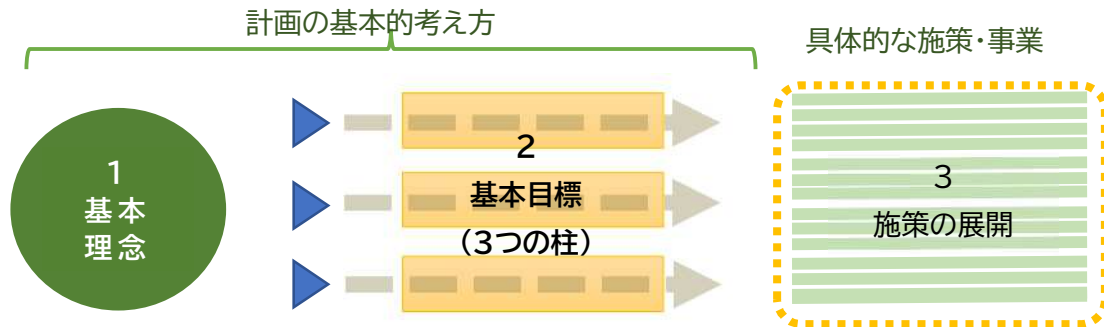 計画の基本的考え方
具体的な施策・事業
1
基本
理念
2
基本目標
（3つの柱）
3
施策の展開